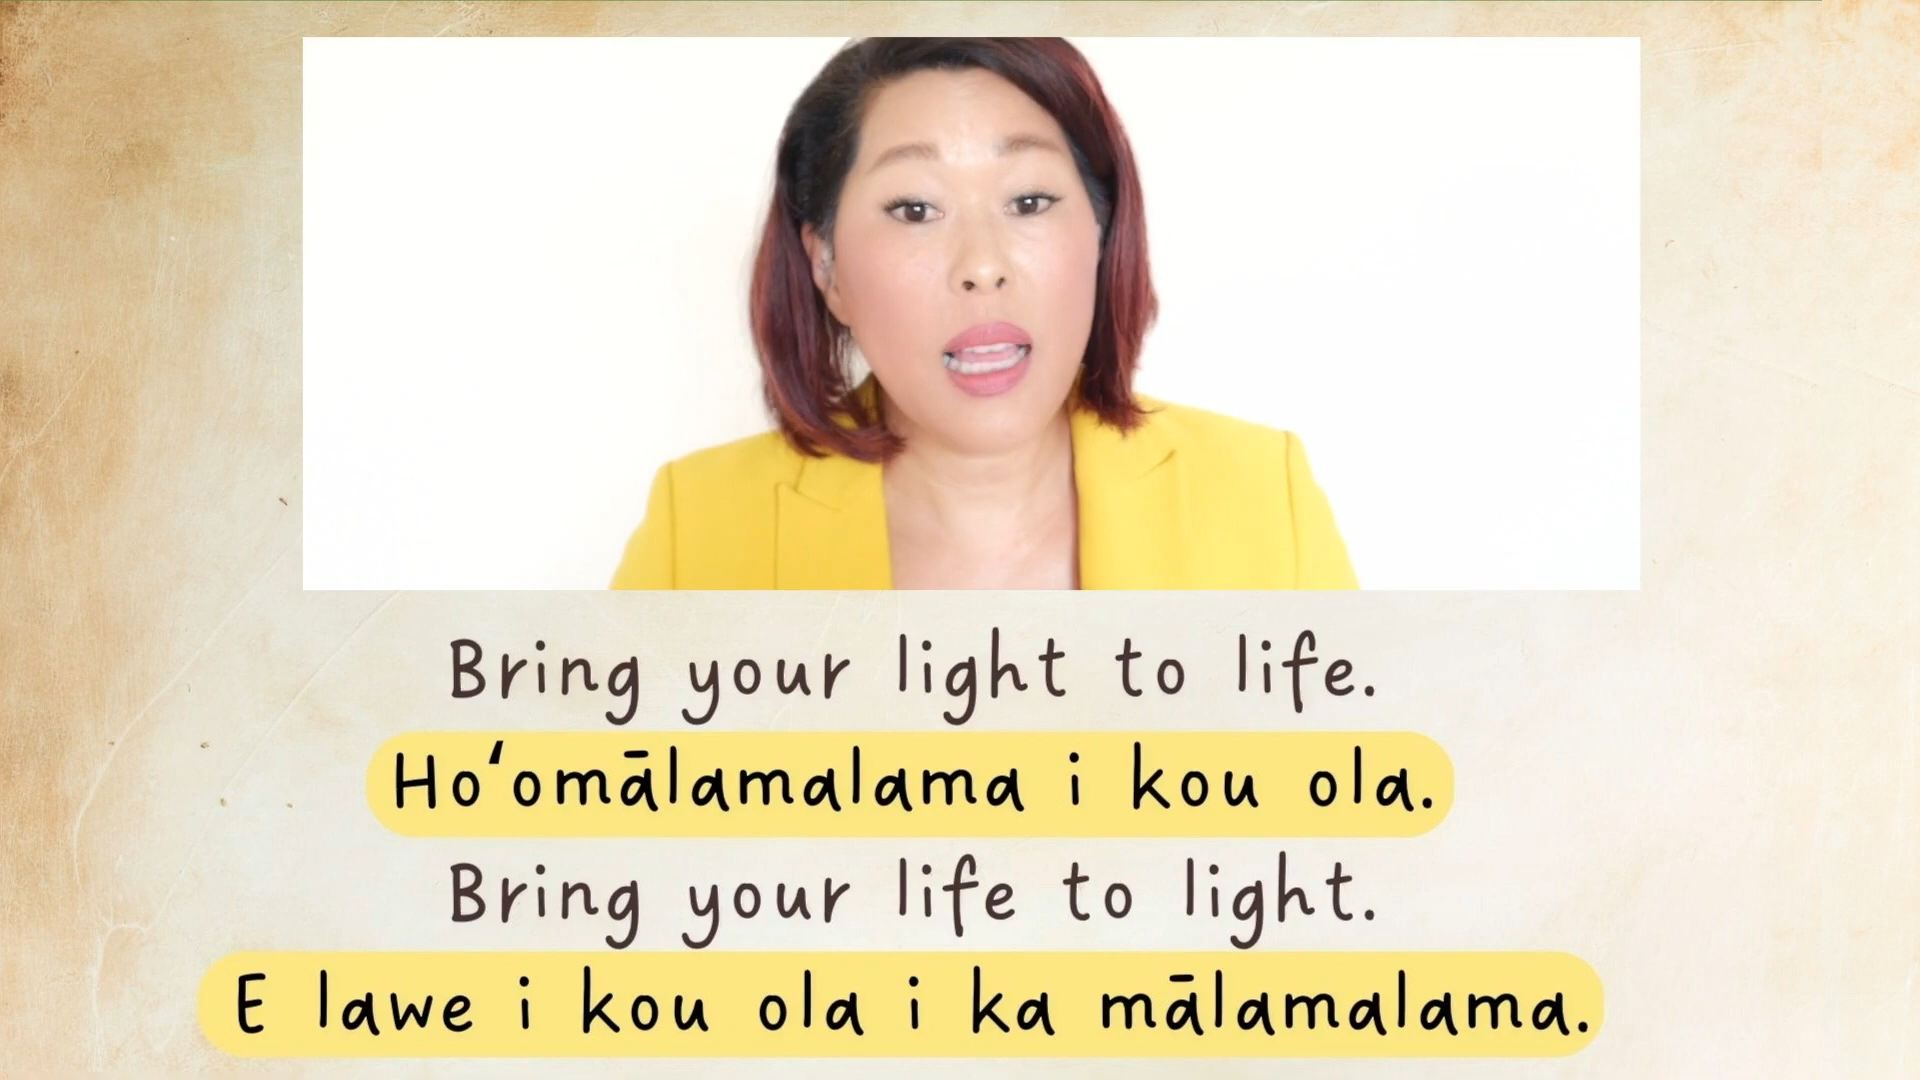 Bring your light to life.
Hoʻomālamalama i kou ola.
Bring your life to light.
E lawe i kou ola i ka mālamalama.